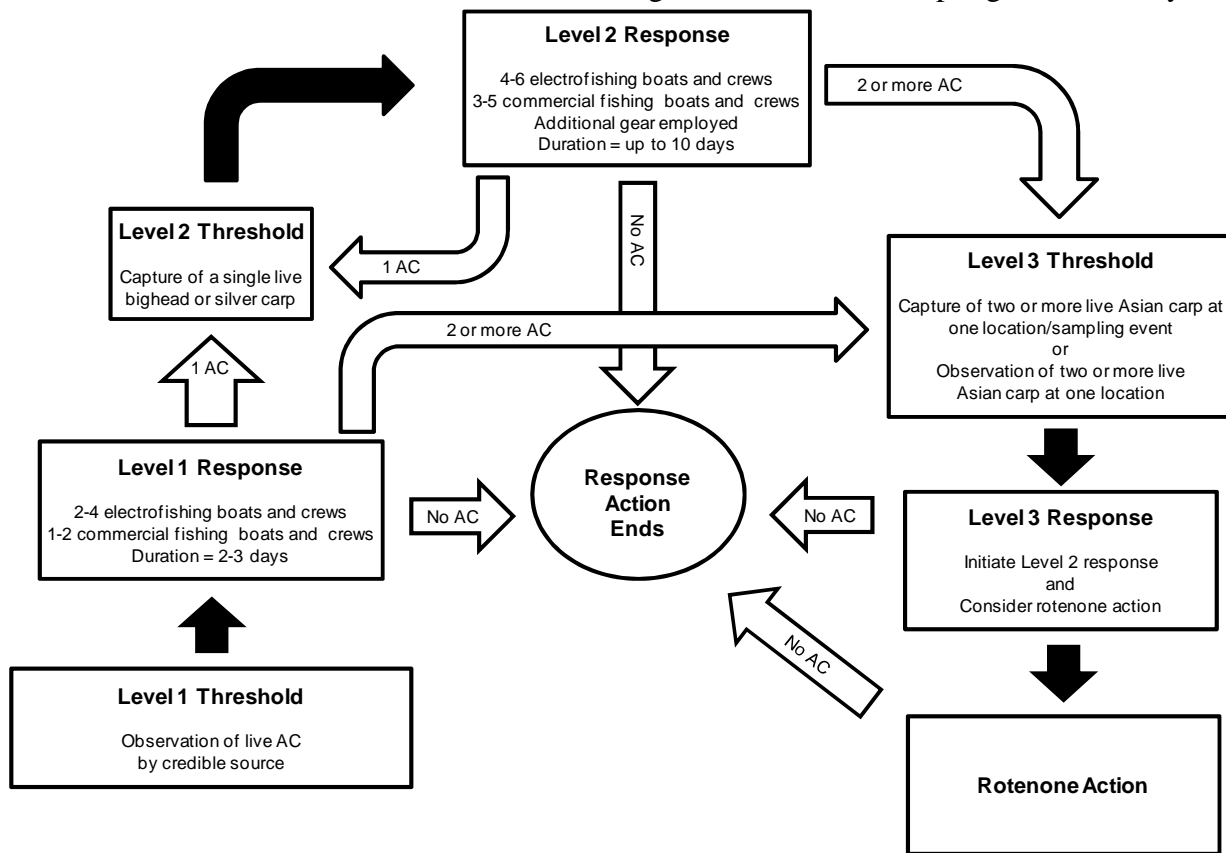 Level 2 Response
4-6 electrofishing boats and crews
3-5 commercial fishing boats and crews
Additional gear employed
Duration = up to 10 days
2 or more AC
Level 2 Threshold
Capture of a single live
bighead or silver carp
1 AC
No AC
Level 3 Threshold
Capture of two or more live Asian carp at
one location/sampling event
or
Observation of two or more live
Asian carp at one location
2 or more AC
1 AC
Level 1 Response
2-4 electrofishing boats and crews
1-2 commercial fishing boats and crews
Duration = 2-3 days
No AC
Response
Action
Ends
No AC
Level 3 Response
Initiate Level 2 response
and
Consider rotenone action
No AC
Level 1 Threshold
Observation of live AC
by credible source
Rotenone Action